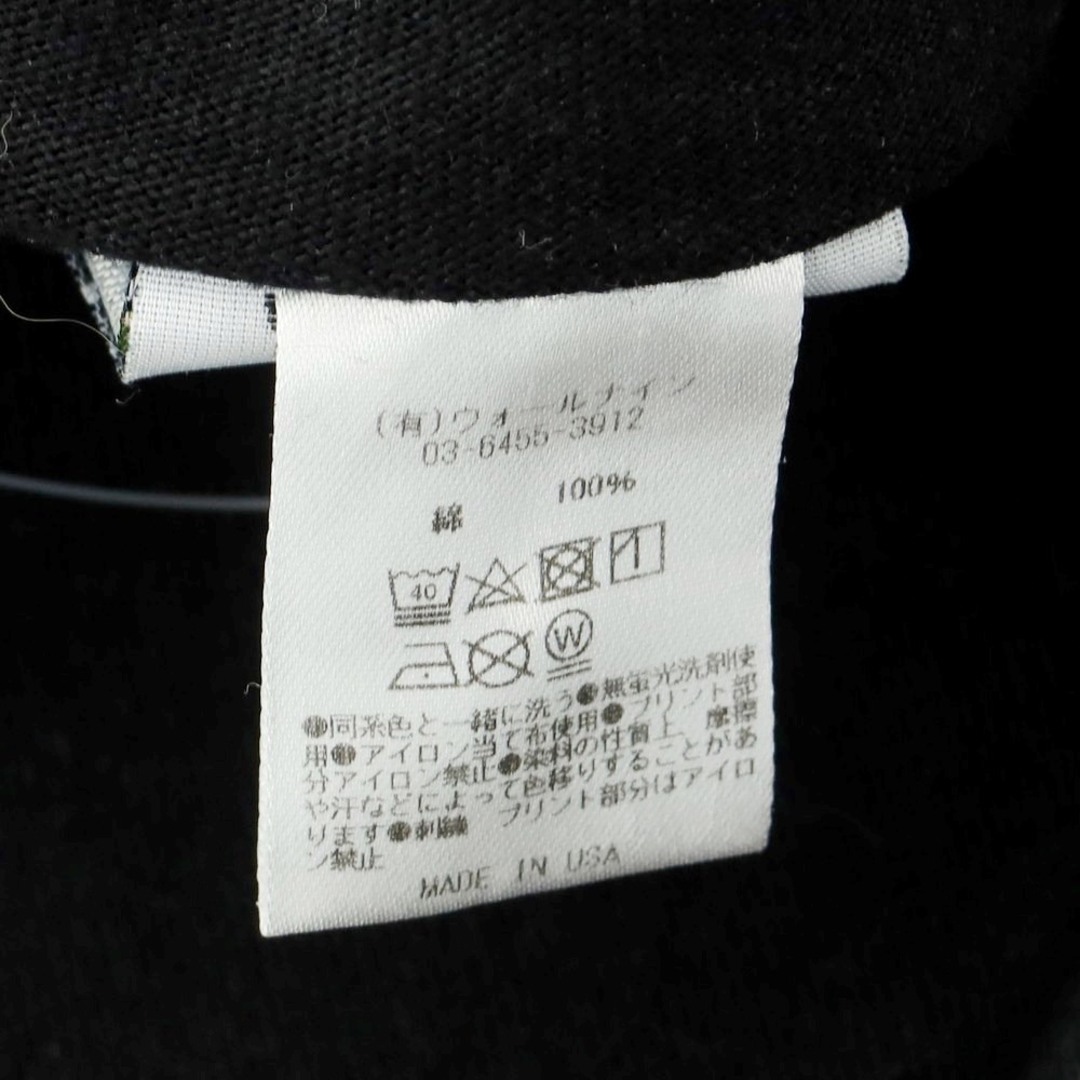 (有)ウォールナイン
03-6455-3912
綿 100%
40
W
●同系色と一緒に洗う●無蛍光洗剤使
用●アイロン当て布使用●プリント部
分アイロン禁止●染料の性質上、摩擦
や汗などによって色移りすることがあ
ります●刺繍 プリント部分はアイロ
ン禁止
MADE IN USA